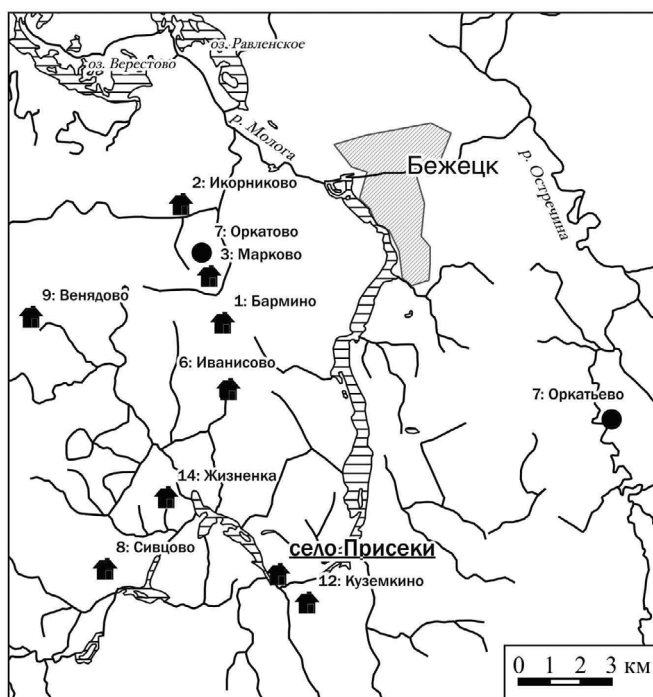 оз. Равленское
оз. Верестово
р. Молога
Бежецк
р. Остречина
2: Икорниково
7: Оркатово
3: Марково
9: Венядово
1: Бармино
6: Иванисово
7: Оркатьево
14: Жизненка
село Присеки
8: Сивцово
12: Куземкино
0 1 2 3 км